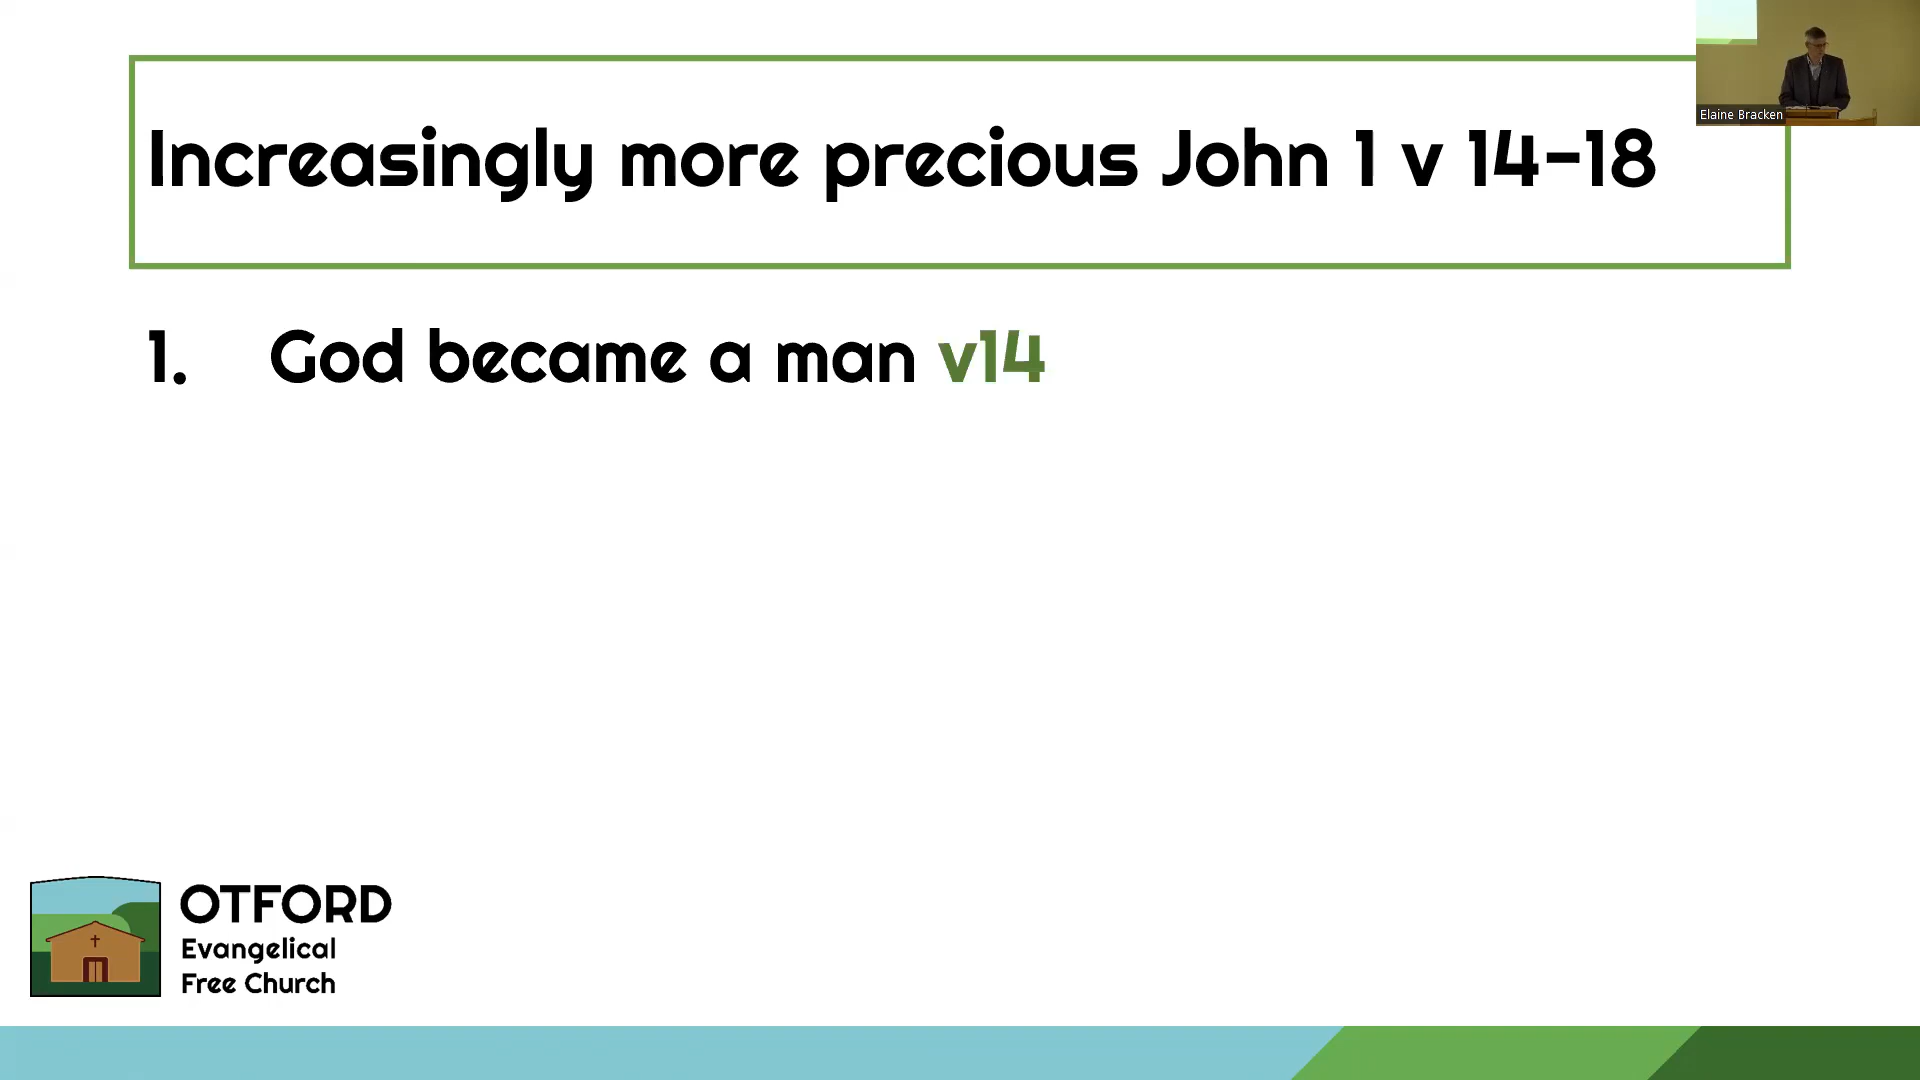 Increasingly more precious John 1 v 14-18
Elaine Bracken
1. God became a man v14
OTFORD
Evangelical
Free Church